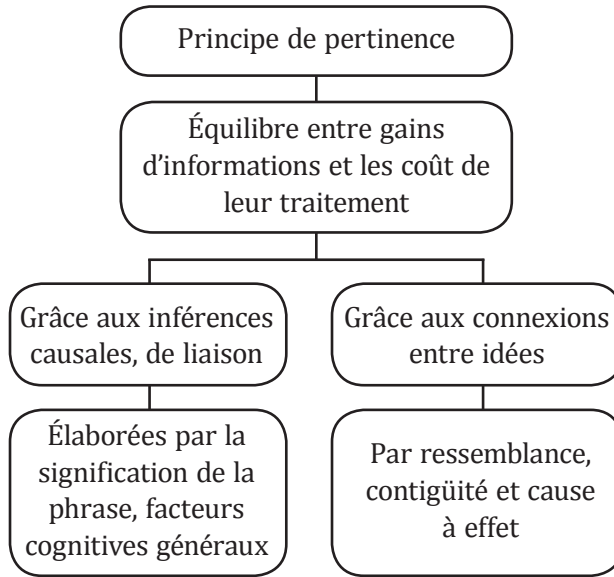 Principe de pertinence
Équilibre entre gains
d'informations et les coût de
leur traitement
Grâce aux inférences
causales, de liaison
Grâce aux connexions
entre idées
Élaborées par la
signification de la
phrase, facteurs
cognitives généraux
Par ressemblance,
contigüité et cause
à effet